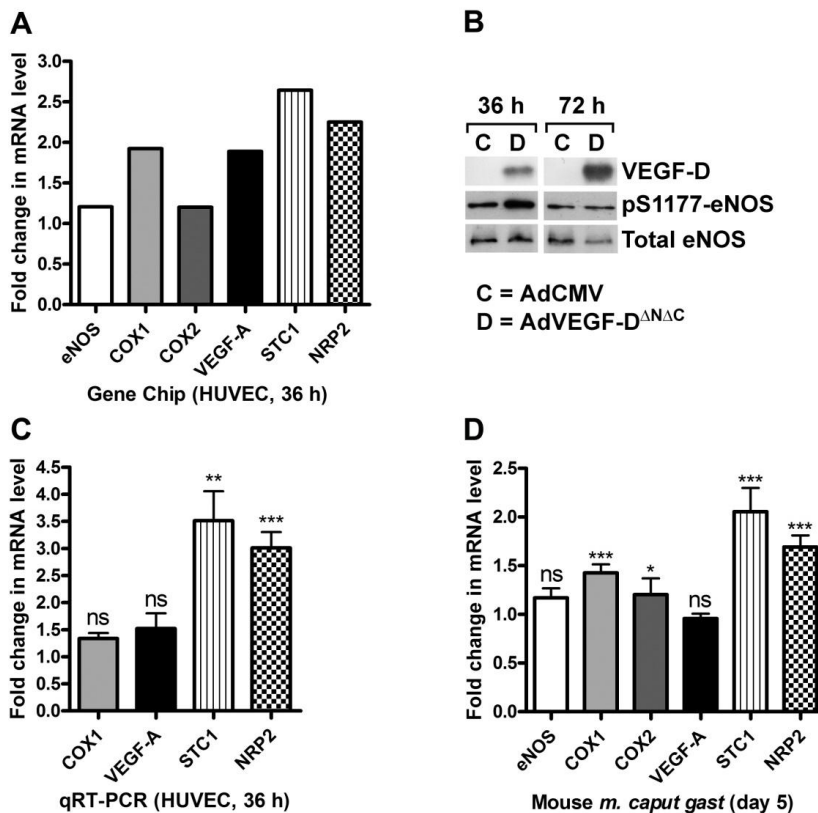 A
Fold change in mRNA level
3.0
2.5
2.0
1.5
1.0
0.5
0.0
eNOS
COX1
COX2
VEGF-A
STC1
NRP2
Gene Chip (HUVEC, 36 h)
B
36 h 72 h
C D C D
VEGF-D
pS1177-eNOS
Total eNOS
C = AdCMV
D = AdVEGF-DΔNΔC
C
Fold change in mRNA level
4.5
4.0
3.5
3.0
2.5
2.0
1.5
1.0
0.5
0.0
ns
ns
**
***
COX1
VEGF-A
STC1
NRP2
qRT-PCR (HUVEC, 36 h)
D
Fold change in mRNA level
2.5
2.0
1.5
1.0
0.5
0.0
ns
***
*
ns
***
***
eNOS
COX1
COX2
VEGF-A
STC1
NRP2
Mouse m. caput gast (day 5)